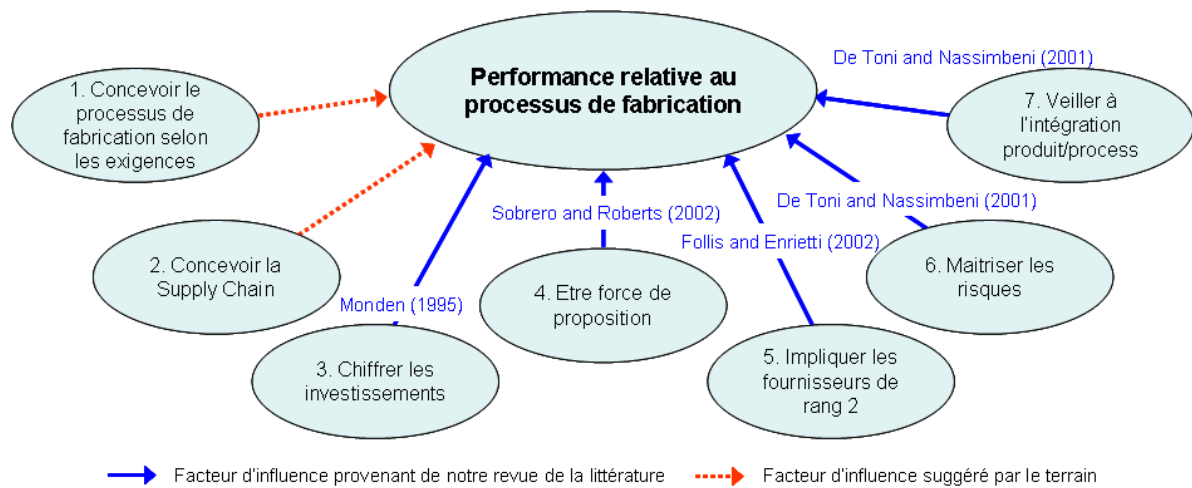 Performance relative au
processus de fabrication
1. Concevoir le
processus de
fabrication selon
les exigences
2. Concevoir la
Supply Chain
Monden (1995)
3. Chiffrer les
investissements
Sobrero and Roberts (2002)
4. Etre force de
proposition
Follis and Enrietti (2002)
5. Impliquer les
fournisseurs de
rang 2
De Toni and Nassimbeni (2001)
6. Maitriser les
risques
De Toni and Nassimbeni (2001)
7. Veiller à
l'intégration
produit/process
Facteur d'influence provenant de notre revue de la littérature
Facteur d'influence suggéré par le terrain